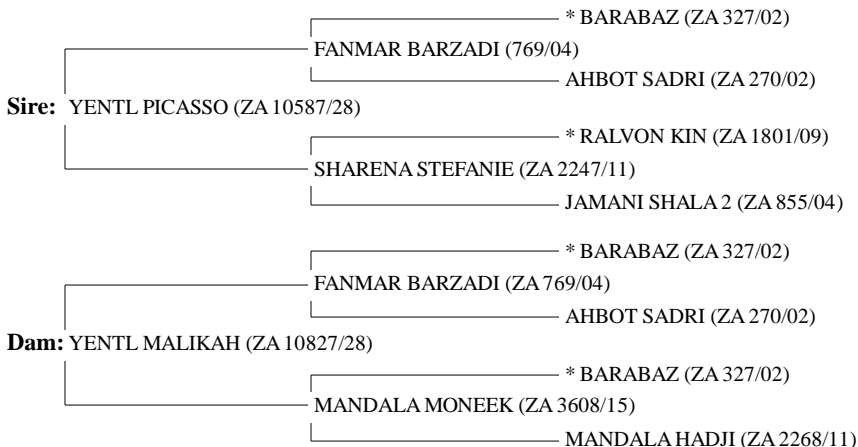 * BARABAZ (ZA 327/02)
FANMAR BARZADI (769/04)
AHBOT SADRI (ZA 270/02)
Sire: YENTL PICASSO (ZA 10587/28)
* RALVON KIN (ZA 1801/09)
SHARENA STEFANIE (ZA 2247/11)
JAMANI SHALA 2 (ZA 855/04)
* BARABAZ (ZA 327/02)
FANMAR BARZADI (ZA 769/04)
AHBOT SADRI (ZA 270/02)
Dam: YENTL MALIKAH (ZA 10827/28)
* BARABAZ (ZA 327/02)
MANDALA MONEEK (ZA 3608/15)
MANDALA HADJI (ZA 2268/11)